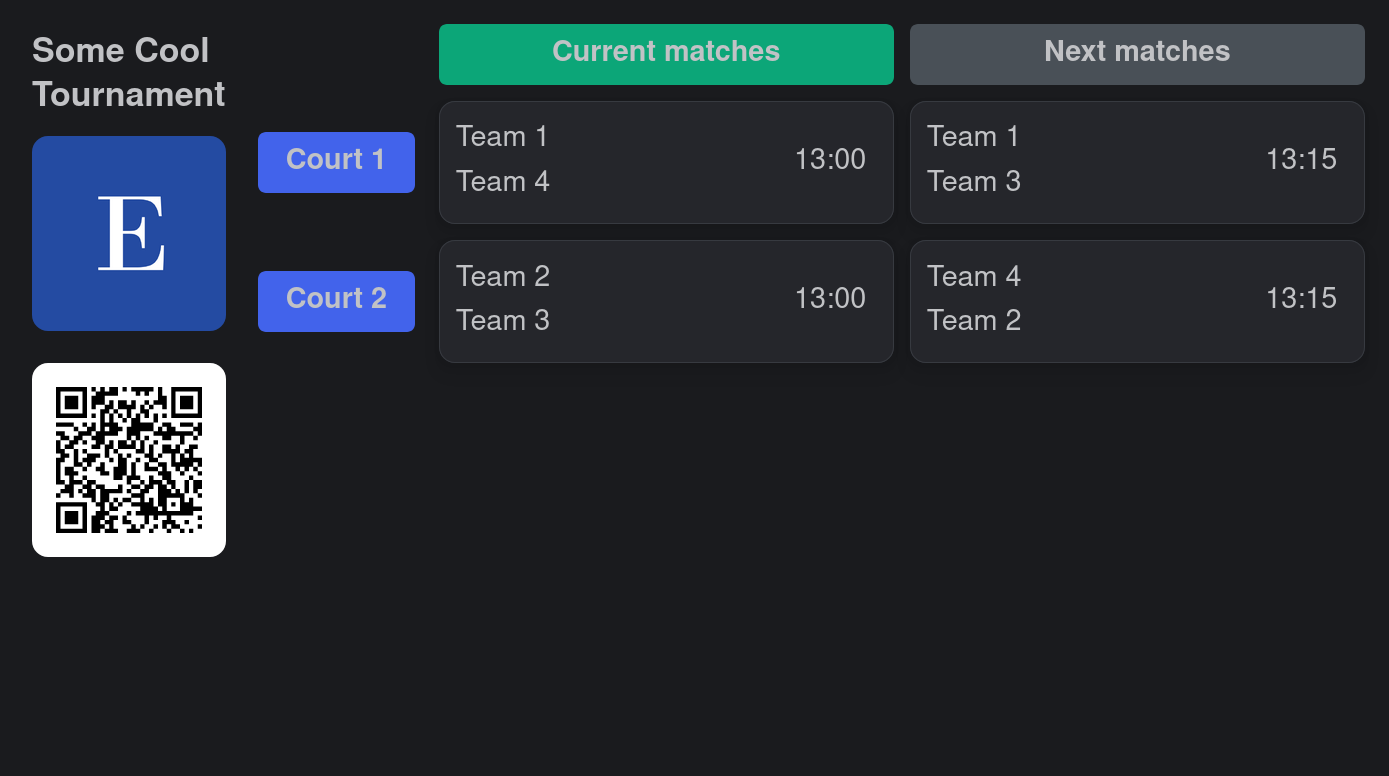 Some Cool
Tournament
E
Current matches
Next matches
Court 1
Team 1
Team 4
13:00
Team 1
Team 3
13:15
Court 2
Team 2
Team 3
13:00
Team 4
Team 2
13:15